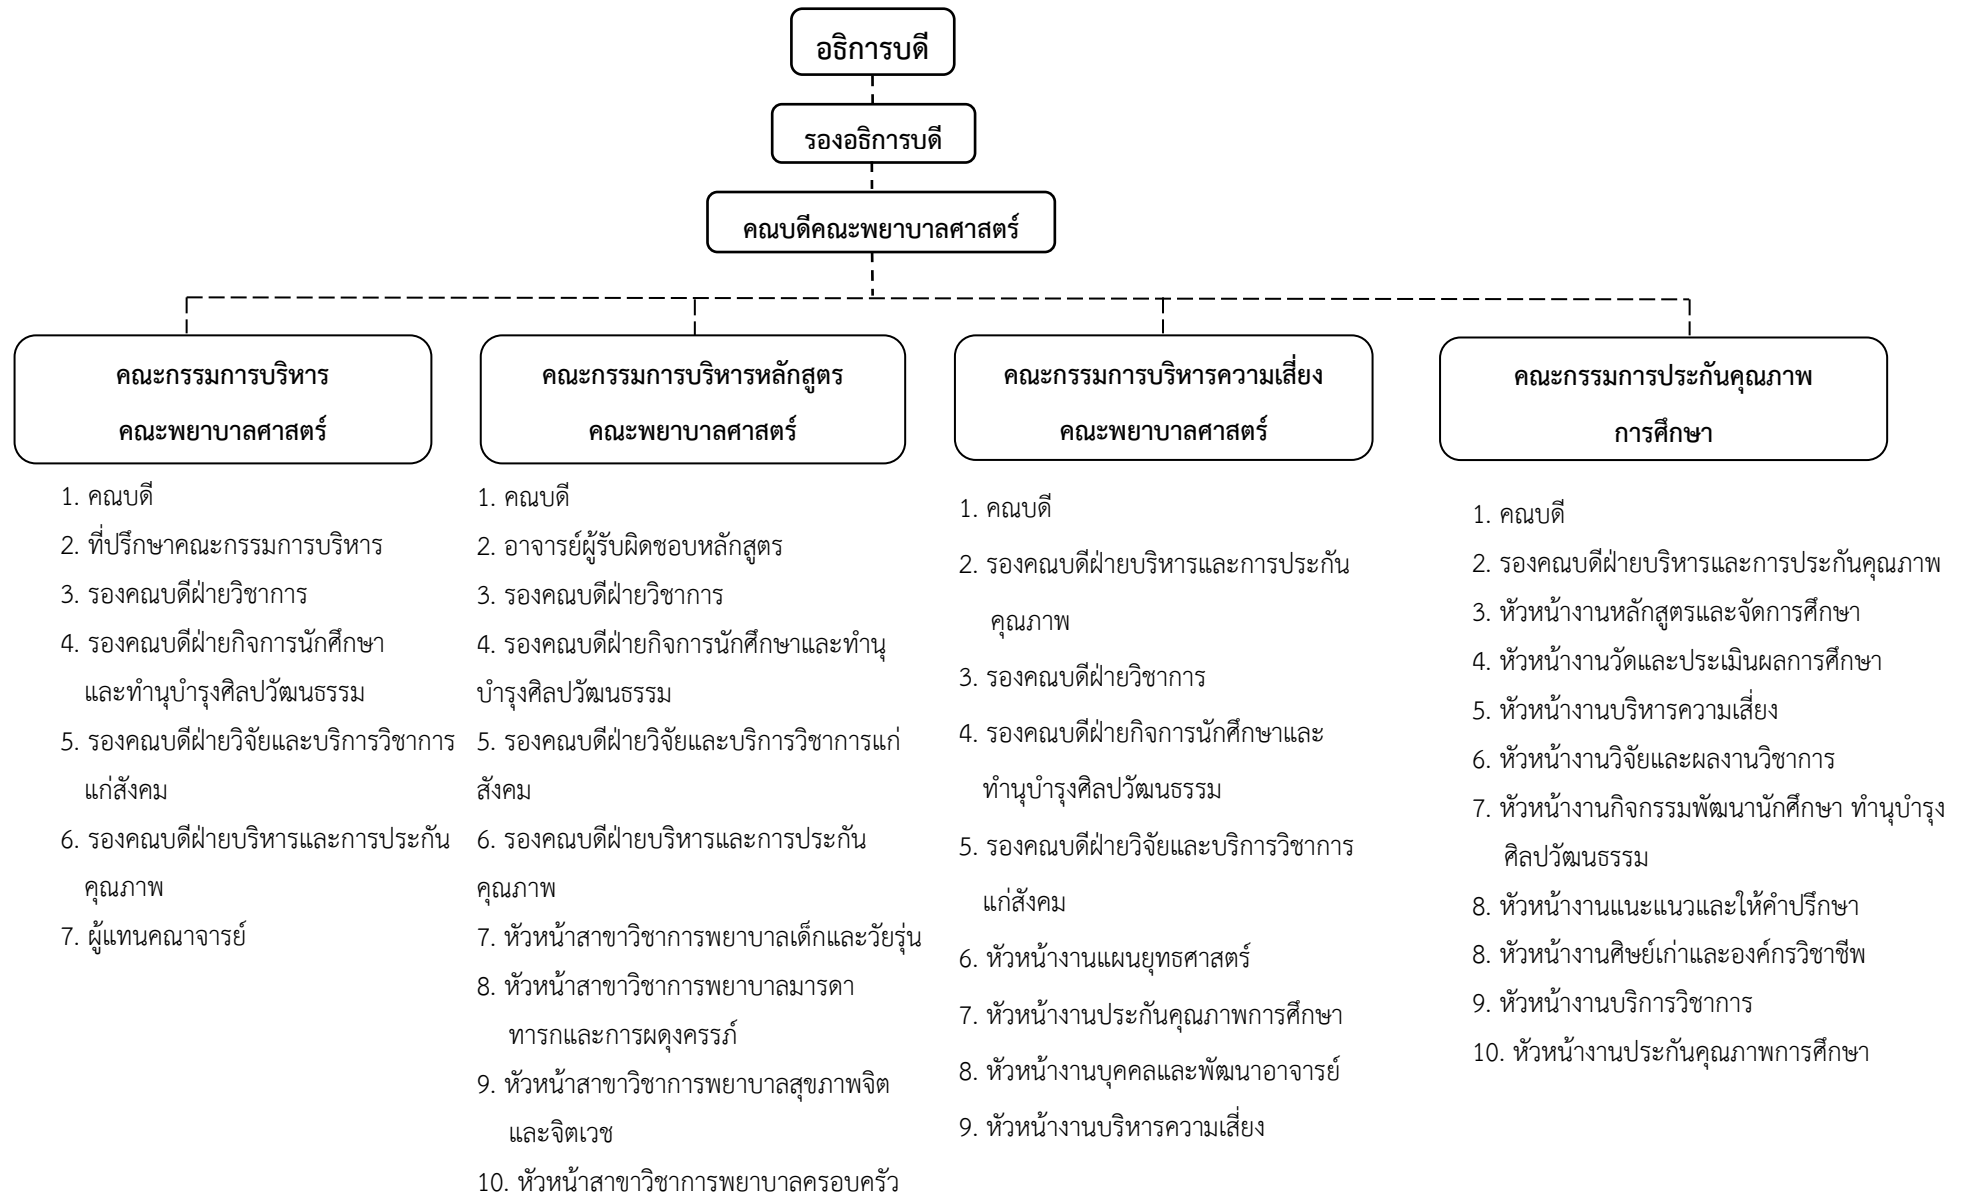 อธิการบดี
รองอธิการบดี
คณบดีคณะพยาบาลศาสตร์
คณะกรรมการบริหาร
คณะพยาบาลศาสตร์
1. คณบดี
2. ที่ปรึกษาคณะกรรมการบริหาร
3. รองคณบดีฝ่ายวิชาการ
4. รองคณบดีฝ่ายกิจการนักศึกษา
และทำนุบำรุงศิลปวัฒนธรรม
5. รองคณบดีฝ่ายวิจัยและบริการวิชาการ
แก่สังคม
6. รองคณบดีฝ่ายบริหารและการประกัน
คุณภาพ
7. ผู้แทนคณาจารย์
คณะกรรมการบริหารหลักสูตร
คณะพยาบาลศาสตร์
1. คณบดี
2. อาจารย์ผู้รับผิดชอบหลักสูตร
3. รองคณบดีฝ่ายวิชาการ
4. รองคณบดีฝ่ายกิจการนักศึกษาและทำนุ
บำรุงศิลปวัฒนธรรม
5. รองคณบดีฝ่ายวิจัยและบริการวิชาการแก่
สังคม
6. รองคณบดีฝ่ายบริหารและการประกัน
คุณภาพ
7. หัวหน้าสาขาวิชาการพยาบาลเด็กและวัยรุ่น
8. หัวหน้าสาขาวิชาการพยาบาลมารดา
ทารกและการผดุงครรภ์
9. หัวหน้าสาขาวิชาการพยาบาลสุขภาพจิต
และจิตเวช
10. หัวหน้าสาขาวิชาการพยาบาลครอบครัว
คณะกรรมการบริหารความเสี่ยง
คณะพยาบาลศาสตร์
1. คณบดี
2. รองคณบดีฝ่ายบริหารและการประกัน
คุณภาพ
3. รองคณบดีฝ่ายวิชาการ
4. รองคณบดีฝ่ายกิจการนักศึกษาและ
ทำนุบำรุงศิลปวัฒนธรรม
5. รองคณบดีฝ่ายวิจัยและบริการวิชาการ
แก่สังคม
6. หัวหน้างานแผนยุทธศาสตร์
7. หัวหน้างานประกันคุณภาพการศึกษา
8. หัวหน้างานบุคคลและพัฒนาอาจารย์
9. หัวหน้างานบริหารความเสี่ยง
คณะกรรมการประกันคุณภาพ
การศึกษา
1. คณบดี
2. รองคณบดีฝ่ายบริหารและการประกันคุณภาพ
3. หัวหน้างานหลักสูตรและจัดการศึกษา
4. หัวหน้างานวัดและประเมินผลการศึกษา
5. หัวหน้างานบริหารความเสี่ยง
6. หัวหน้างานวิจัยและผลงานวิชาการ
7. หัวหน้างานกิจกรรมพัฒนานักศึกษา ทำนุบำรุง
ศิลปวัฒนธรรม
8. หัวหน้างานแนะแนวและให้คำปรึกษา
8. หัวหน้างานศิษย์เก่าและองค์กรวิชาชีพ
9. หัวหน้างานบริการวิชาการ
10. หัวหน้างานประกันคุณภาพการศึกษา